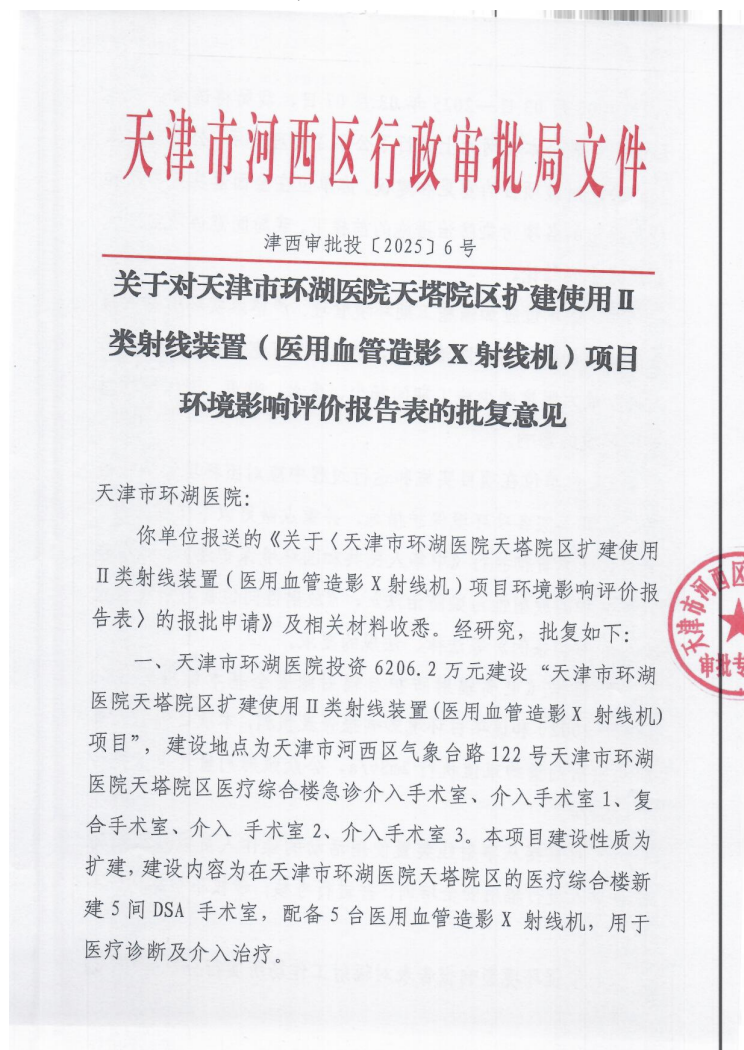 天津市河西区行政审批局文件
津西审批投〔2025〕6号
关于对天津市环湖医院天塔院区扩建使用Ⅱ
类射线装置（医用血管造影X射线机）项目
环境影响评价报告表的批复意见
天津市环湖医院:
你单位报送的《关于〈天津市环湖医院天塔院区扩建使用
Ⅱ类射线装置（医用血管造影X射线机）项目环境影响评价报
告表〉的报批申请》及相关材料收悉。经研究，批复如下:
一、天津市环湖医院投资6206.2万元建设“天津市环湖
医院天塔院区扩建使用Ⅱ类射线装置(医用血管造影X 射线机)
项目”，建设地点为天津市河西区气象台路122号天津市环湖
医院天塔院区医疗综合楼急诊介入手术室、介入手术室1、复
合手术室、介入 手术室2、介入手术室3。本项目建设性质为
扩建，建设内容为在天津市环湖医院天塔院区的医疗综合楼新
建5间DSA 手术室，配备5台医用血管造影X 射线机，用于
医疗诊断及介入治疗。
天津市河西区
审批专